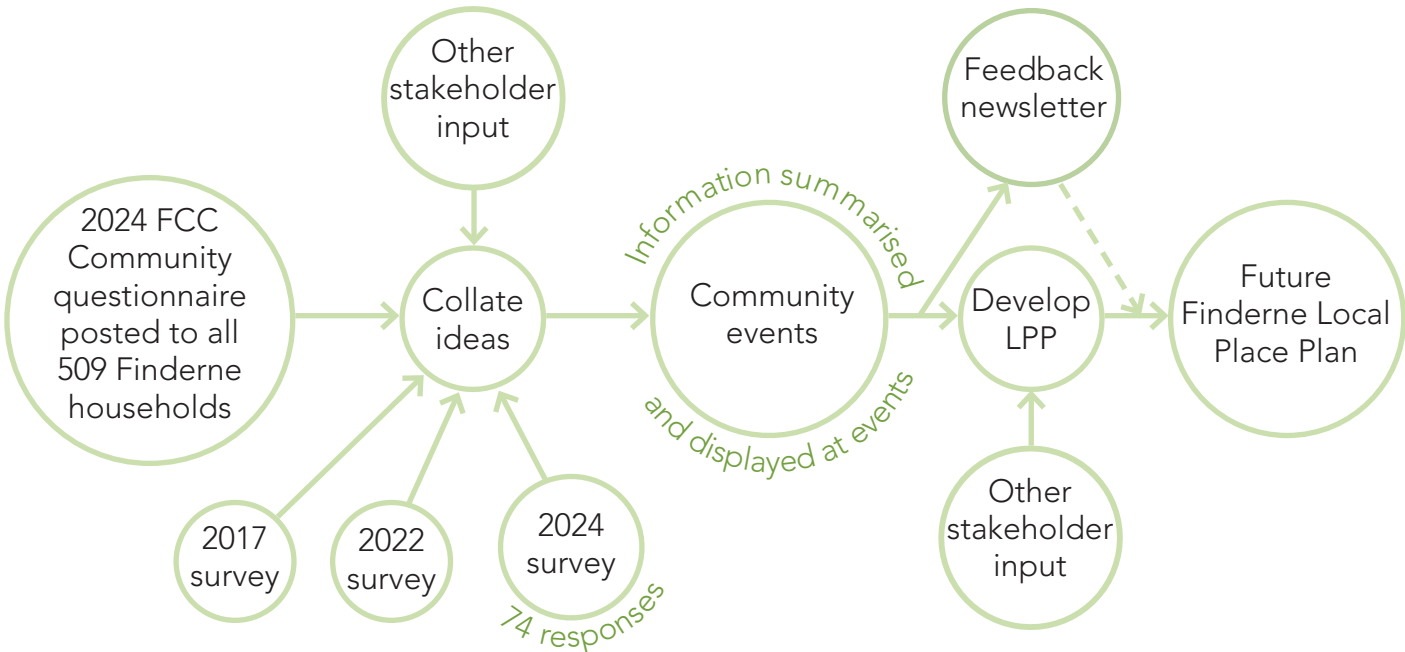 Other
stakeholder
input
Feedback
newsletter
2024 FCC
Community
questionnaire
posted to all
509 Finderne
households
Collate
ideas
Information summarised
Community
events
and displayed at events
Develop
LPP
Future
Finderne Local
Place Plan
2017
survey
2022
survey
2024
survey
74 responses
Other
stakeholder
input